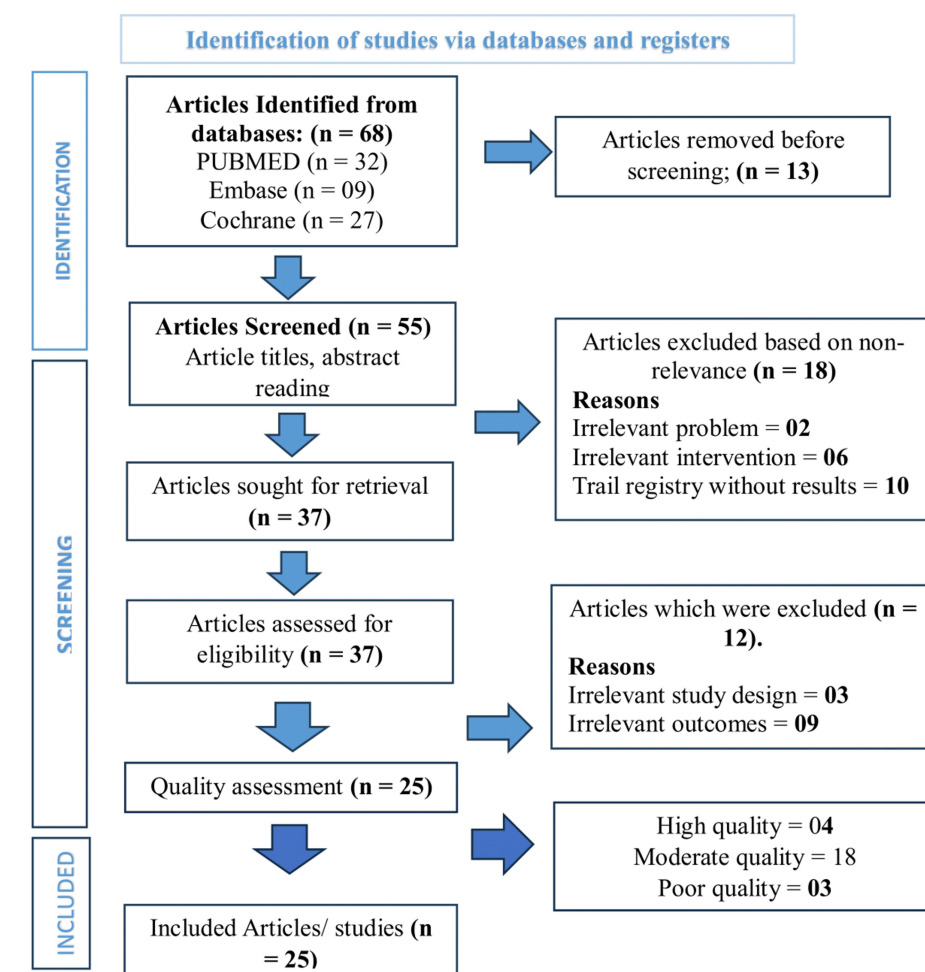 Identification of studies via databases and registers
IDENTIFICATION
Articles Identified from
databases: (n = 68)
PUBMED (n = 32)
Embase (n = 09)
Cochrane (n = 27)
Articles removed before
screening; (n = 13)
Articles Screened (n = 55)
Article titles, abstract
reading
Articles excluded based on non-
relevance (n = 18)
Reasons
Irrelevant problem = 02
Irrelevant intervention = 06
Trail registry without results = 10
SCREENING
Articles sought for retrieval
(n = 37)
Articles assessed for
eligibility (n = 37)
Articles which were excluded (n =
12).
Reasons
Irrelevant study design = 03
Irrelevant outcomes = 09
Quality assessment (n = 25)
High quality = 04
Moderate quality = 18
Poor quality = 03
INCLUDED
Included Articles/ studies (n
= 25)